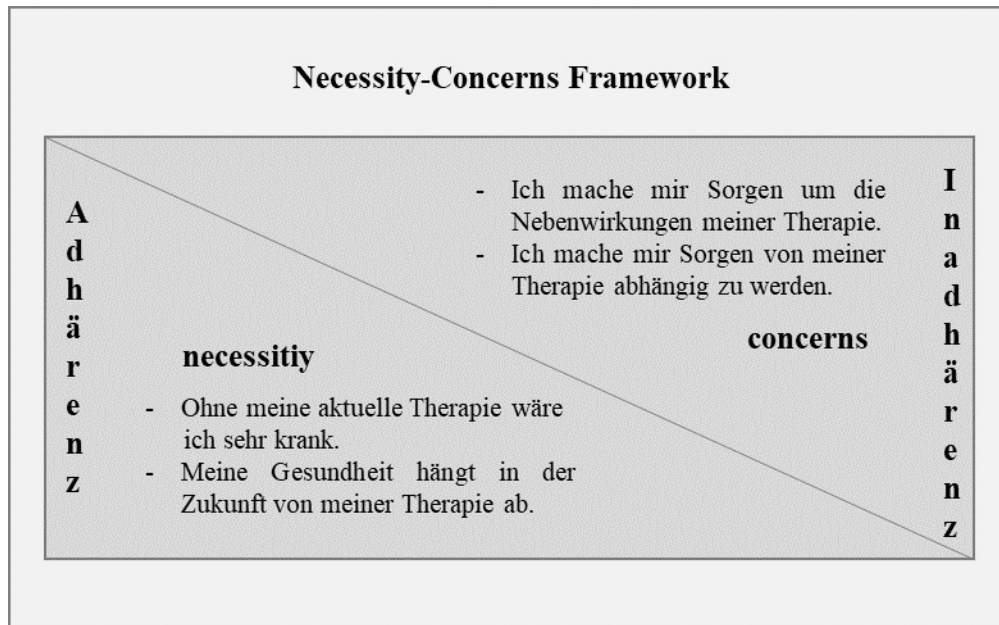 Necessity-Concerns Framework
Adhärenz
necessitiy
- Ohne meine aktuelle Therapie wäre
ich sehr krank.
- Meine Gesundheit hängt in der
Zukunft von meiner Therapie ab.
- Ich mache mir Sorgen um die
Nebenwirkungen meiner Therapie.
- Ich mache mir Sorgen von meiner
Therapie abhängig zu werden.
concerns
Inadhärenz